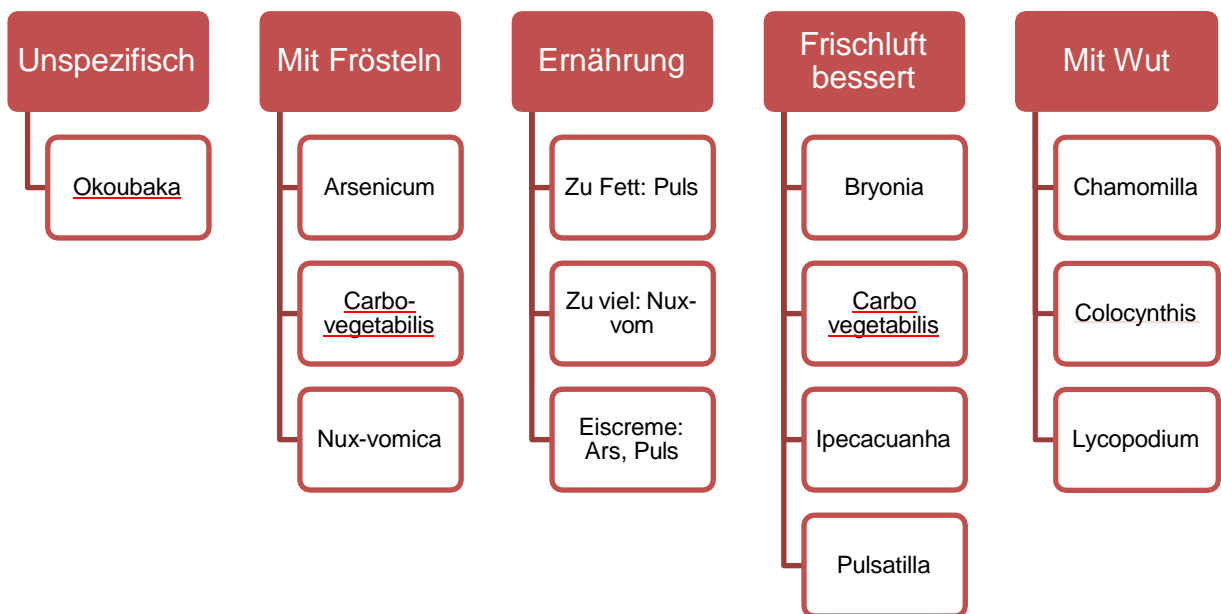 Unspezifisch
Okoubaka
Mit Frösteln
Arsenicum
Carbo-
vegetabilis
Nux-vomica
Ernährung
Zu Fett: Puls
Zu viel: Nux-
vom
Eiscreme:
Ars, Puls
Frischluft
bessert
Bryonia
Carbo
vegetabilis
Ipecacuanha
Pulsatilla
Mit Wut
Chamomilla
Colocynthis
Lycopodium